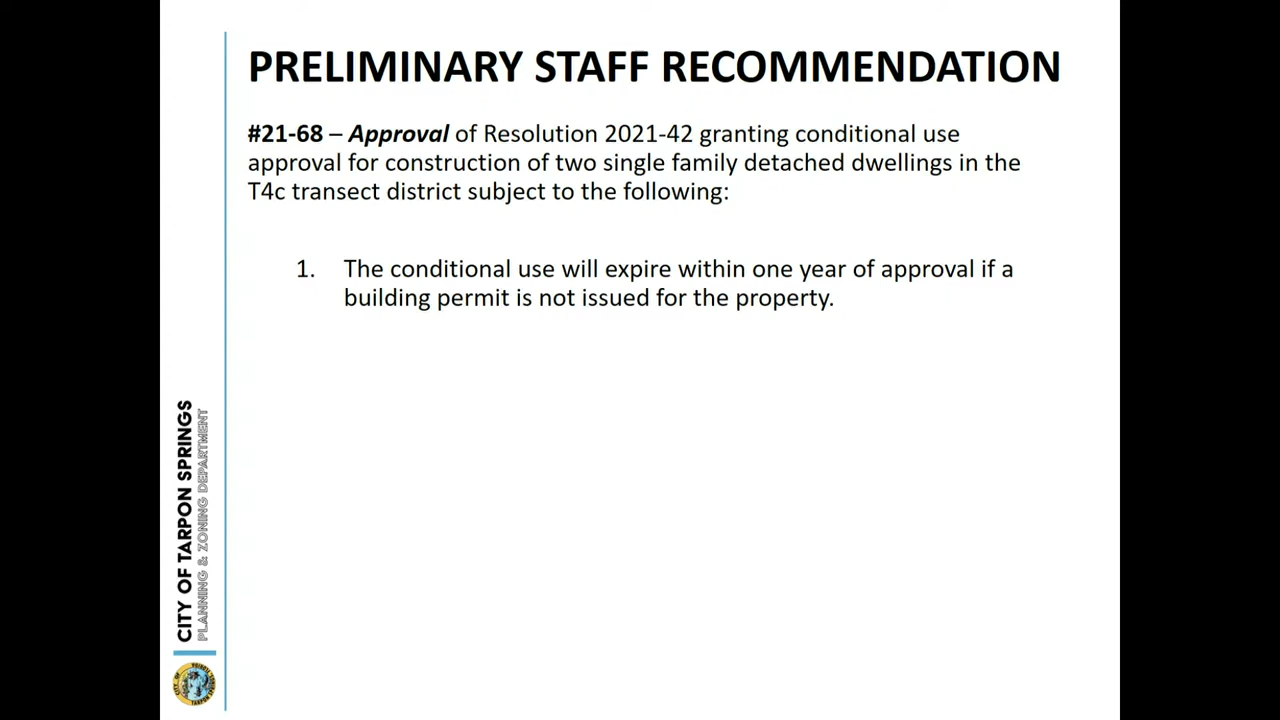 PRELIMINARY STAFF RECOMMENDATION
#21-68 – Approval of Resolution 2021-42 granting conditional use
approval for construction of two single family detached dwellings in the
T4c transect district subject to the following:
1. The conditional use will expire within one year of approval if a
building permit is not issued for the property.
CITY OF TARPON SPRINGS
PLANNING & ZONING DEPARTMENT